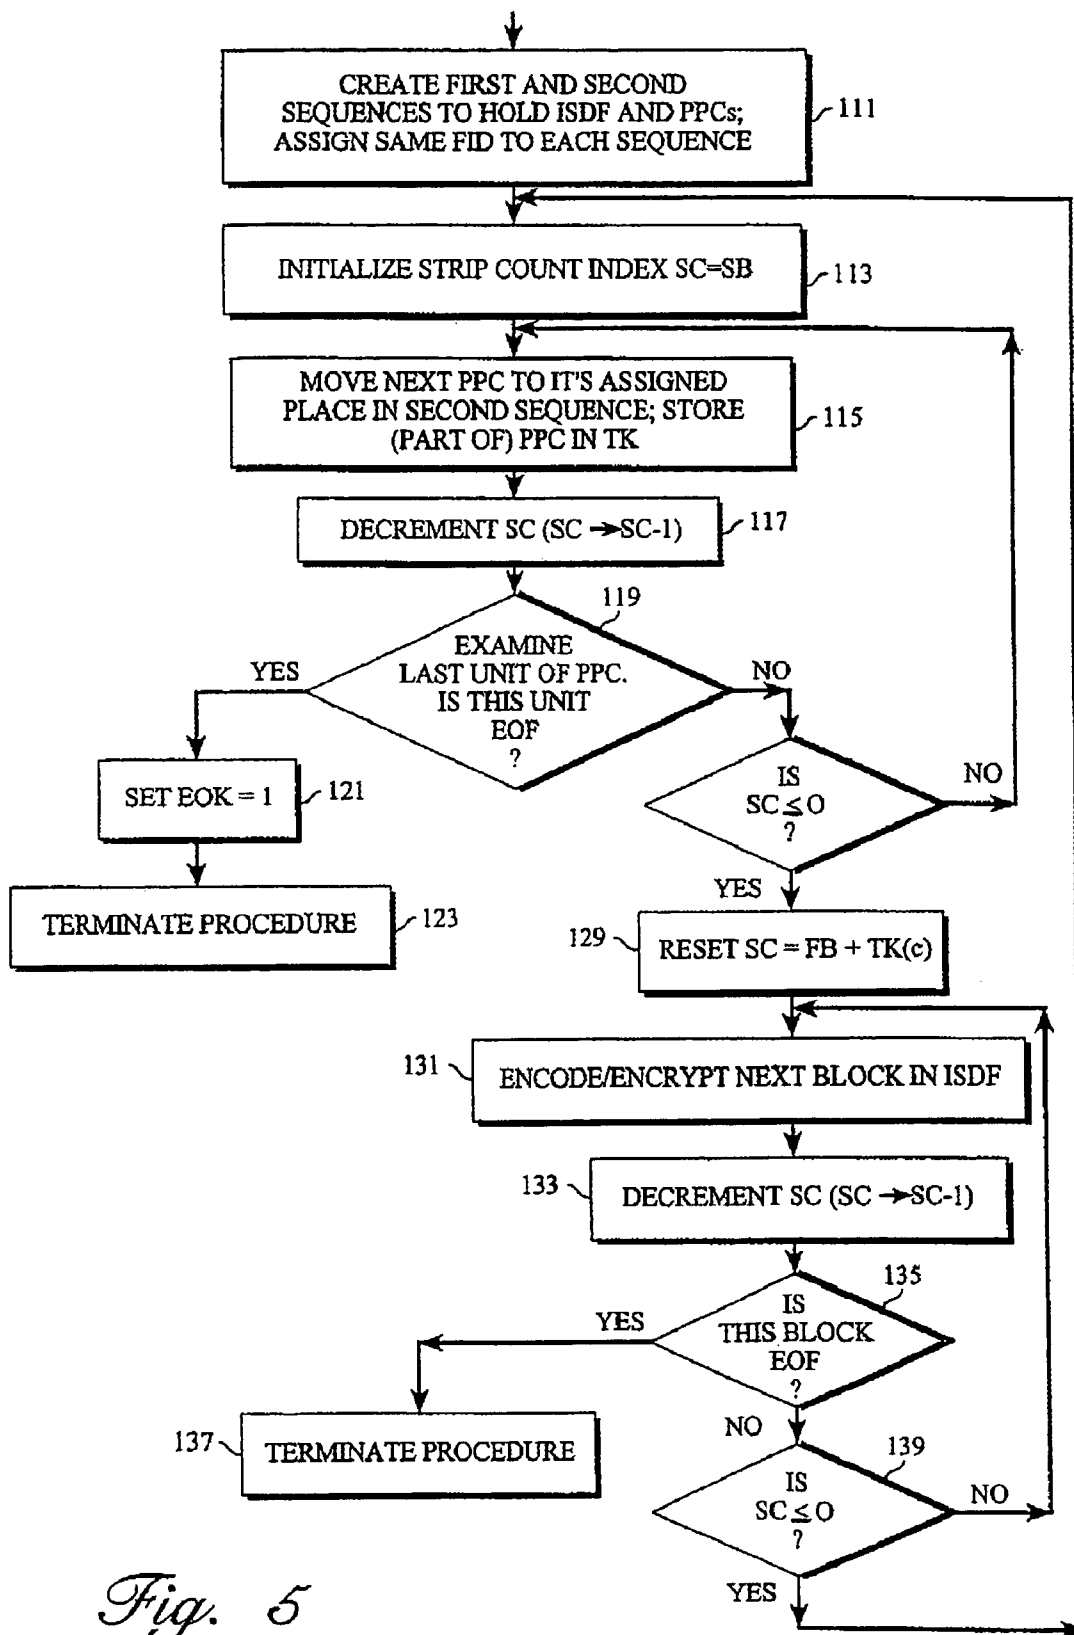 CREATE FIRST AND SECOND
SEQUENCES TO HOLD ISDF AND PPCs;
ASSIGN SAME FID TO EACH SEQUENCE
111
INITIALIZE STRIP COUNT INDEX SC=SB
113
MOVE NEXT PPC TO IT'S ASSIGNED
PLACE IN SECOND SEQUENCE; STORE
(PART OF) PPC IN TK
115
DECREMENT SC (SC →SC-1)
117
119
EXAMINE
LAST UNIT OF PPC.
IS THIS UNIT
EOF
?
YES
NO
SET EOK = 1
121
IS
SC ≤ O
?
NO
YES
TERMINATE PROCEDURE
123
129
RESET SC = FB + TK(c)
131
ENCODE/ENCRYPT NEXT BLOCK IN ISDF
133
DECREMENT SC (SC →SC-1)
135
IS
THIS BLOCK
EOF
?
YES
NO
137
TERMINATE PROCEDURE
139
IS
SC ≤ O
?
NO
YES
Fig. 5